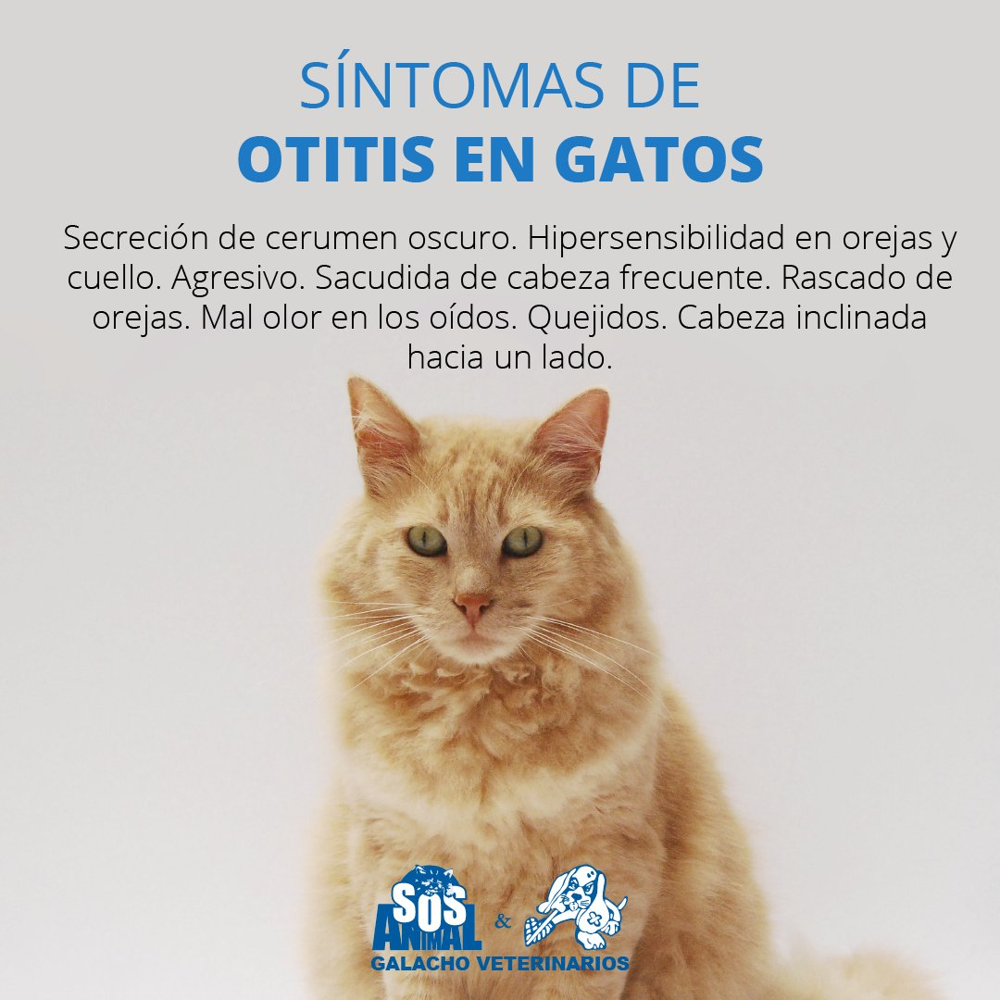 SÍNTOMAS DE
OTITIS EN GATOS
Secreción de cerumen oscuro. Hipersensibilidad en orejas y
cuello. Agresivo. Sacudida de cabeza frecuente. Rascado de
orejas. Mal olor en los oídos. Quejidos. Cabeza inclinada
hacia un lado.
SOS
ANIMAL
&
GALACHO VETERINARIOS